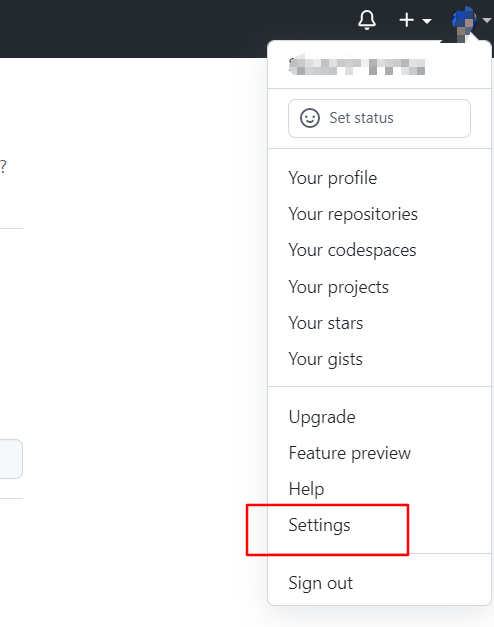 ?
Set status
Your profile
Your repositories
Your codespaces
Your projects
Your stars
Your gists
Upgrade
Feature preview
Help
Settings
Sign out